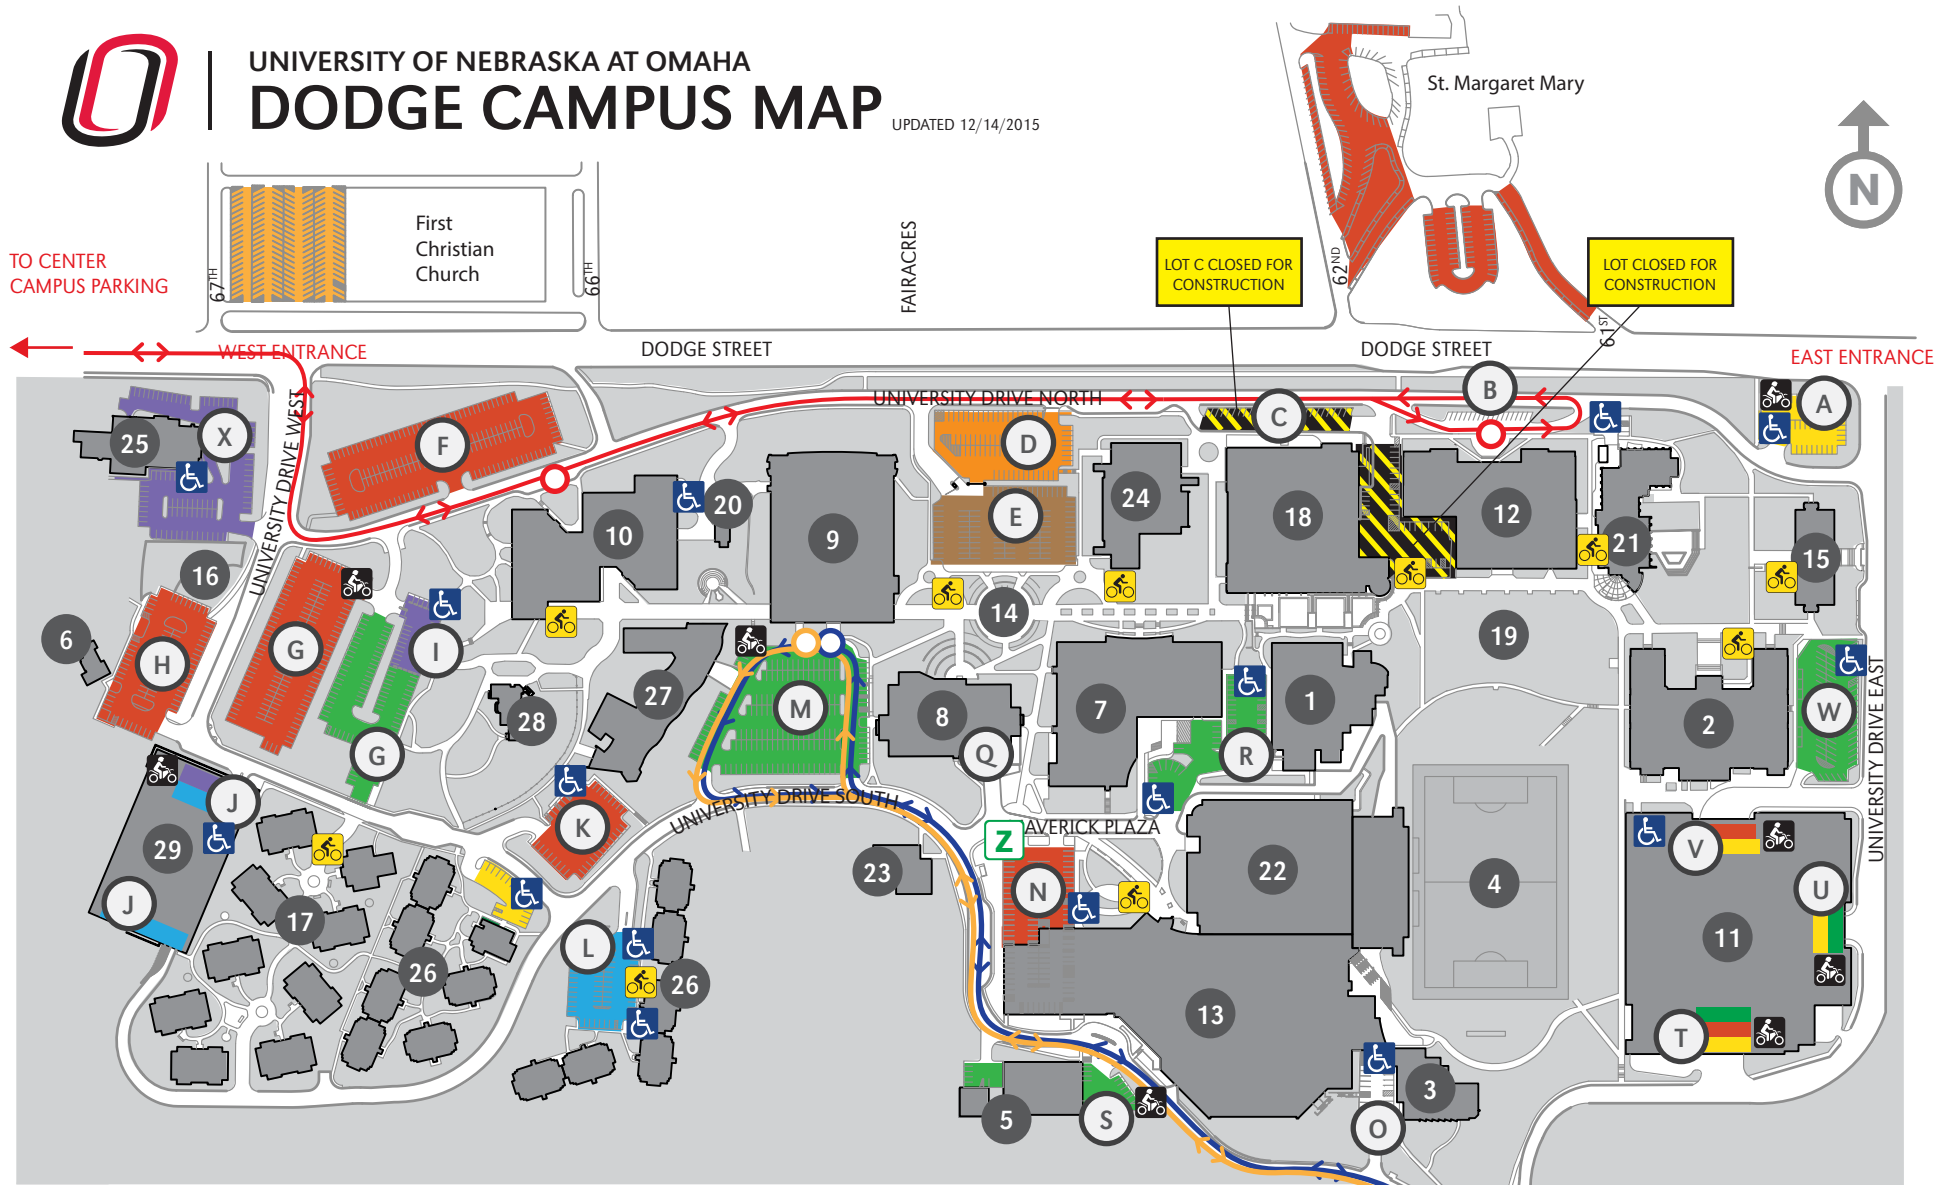 UNIVERSITY OF NEBRASKA AT OMAHA
DODGE CAMPUS MAP
UPDATED 12/14/2015
St. Margaret Mary
N
First
Christian
Church
TO CENTER
CAMPUS PARKING
67TH
66TH
FAIRACRES
LOT C CLOSED FOR
CONSTRUCTION
62ND
LOT CLOSED FOR
CONSTRUCTION
61ST
WEST ENTRANCE
DODGE STREET
DODGE STREET
EAST ENTRANCE
UNIVERSITY DRIVE NORTH
UNIVERSITY DRIVE WEST
B
A
C
X
25
F
D
E
20
24
18
12
10
9
21
15
16
14
6
H
G
I
19
27
28
M
8
7
1
2
W
UNIVERSITY DRIVE EAST
G
Q
R
J
K
UNIVERSITY DRIVE SOUTH
Z
AVERICK PLAZA
29
V
23
22
4
N
U
J
17
L
11
26
26
13
T
3
5
S
O